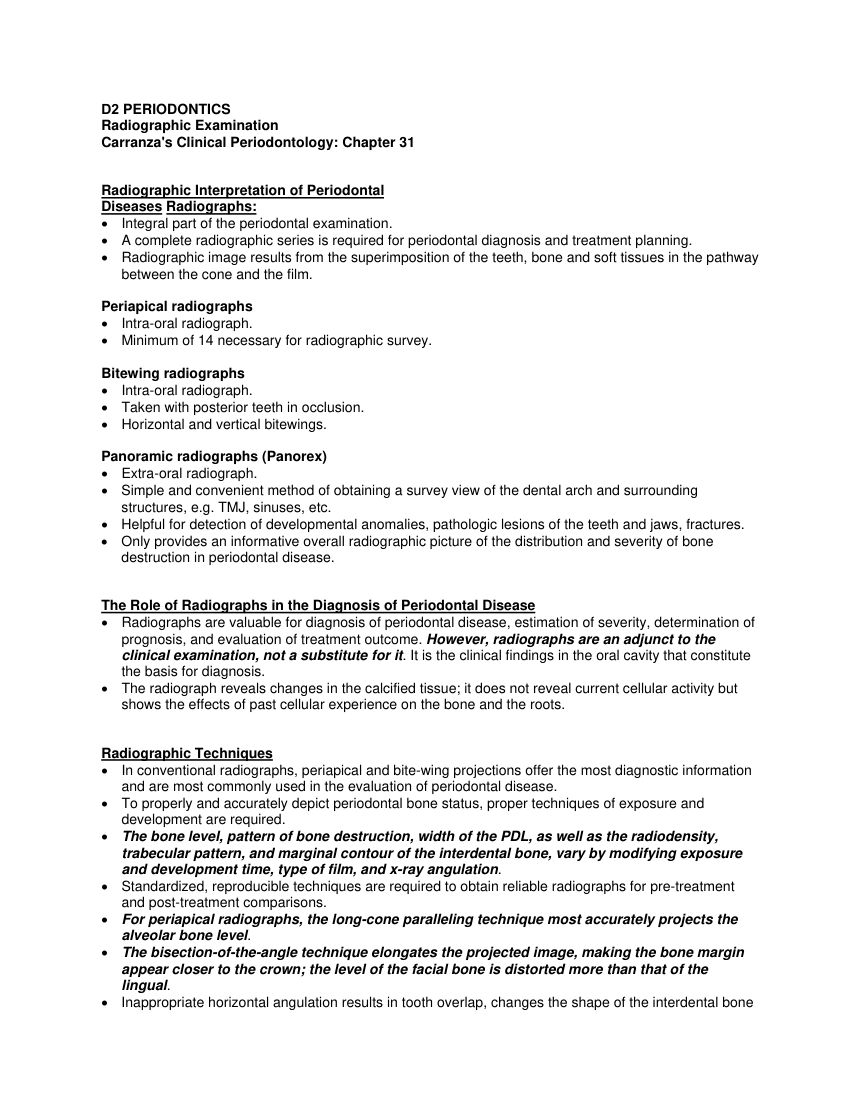 D2 PERIODONTICS
Radiographic Examination
Carranza's Clinical Periodontology: Chapter 31
Radiographic Interpretation of Periodontal
Diseases Radiographs:
• Integral part of the periodontal examination.
• A complete radiographic series is required for periodontal diagnosis and treatment planning.
• Radiographic image results from the superimposition of the teeth, bone and soft tissues in the pathway
between the cone and the film.
Periapical radiographs
• Intra-oral radiograph.
• Minimum of 14 necessary for radiographic survey.
Bitewing radiographs
• Intra-oral radiograph.
• Taken with posterior teeth in occlusion.
• Horizontal and vertical bitewings.
Panoramic radiographs (Panorex)
• Extra-oral radiograph.
• Simple and convenient method of obtaining a survey view of the dental arch and surrounding
structures, e.g. TMJ, sinuses, etc.
• Helpful for detection of developmental anomalies, pathologic lesions of the teeth and jaws, fractures.
• Only provides an informative overall radiographic picture of the distribution and severity of bone
destruction in periodontal disease.
The Role of Radiographs in the Diagnosis of Periodontal Disease
• Radiographs are valuable for diagnosis of periodontal disease, estimation of severity, determination of
prognosis, and evaluation of treatment outcome. However, radiographs are an adjunct to the
clinical examination, not a substitute for it. It is the clinical findings in the oral cavity that constitute
the basis for diagnosis.
• The radiograph reveals changes in the calcified tissue; it does not reveal current cellular activity but
shows the effects of past cellular experience on the bone and the roots.
Radiographic Techniques
• In conventional radiographs, periapical and bite-wing projections offer the most diagnostic information
and are most commonly used in the evaluation of periodontal disease.
• To properly and accurately depict periodontal bone status, proper techniques of exposure and
development are required.
• The bone level, pattern of bone destruction, width of the PDL, as well as the radiodensity,
trabecular pattern, and marginal contour of the interdental bone, vary by modifying exposure
and development time, type of film, and x-ray angulation.
• Standardized, reproducible techniques are required to obtain reliable radiographs for pre-treatment
and post-treatment comparisons.
• For periapical radiographs, the long-cone paralleling technique most accurately projects the
alveolar bone level.
• The bisection-of-the-angle technique elongates the projected image, making the bone margin
appear closer to the crown; the level of the facial bone is distorted more than that of the
lingual.
• Inappropriate horizontal angulation results in tooth overlap, changes the shape of the interdental bone